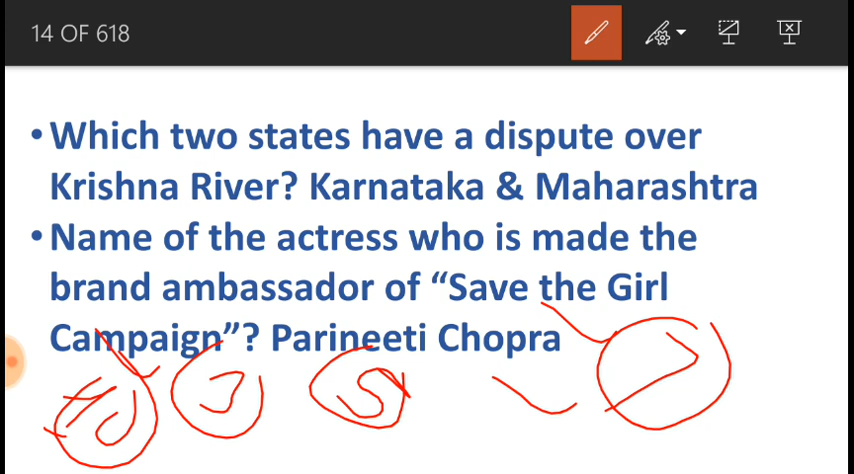 14 OF 618
• Which two states have a dispute over
Krishna River? Karnataka & Maharashtra
• Name of the actress who is made the
brand ambassador of “Save the Girl
Campaign”? Parineeti Chopra